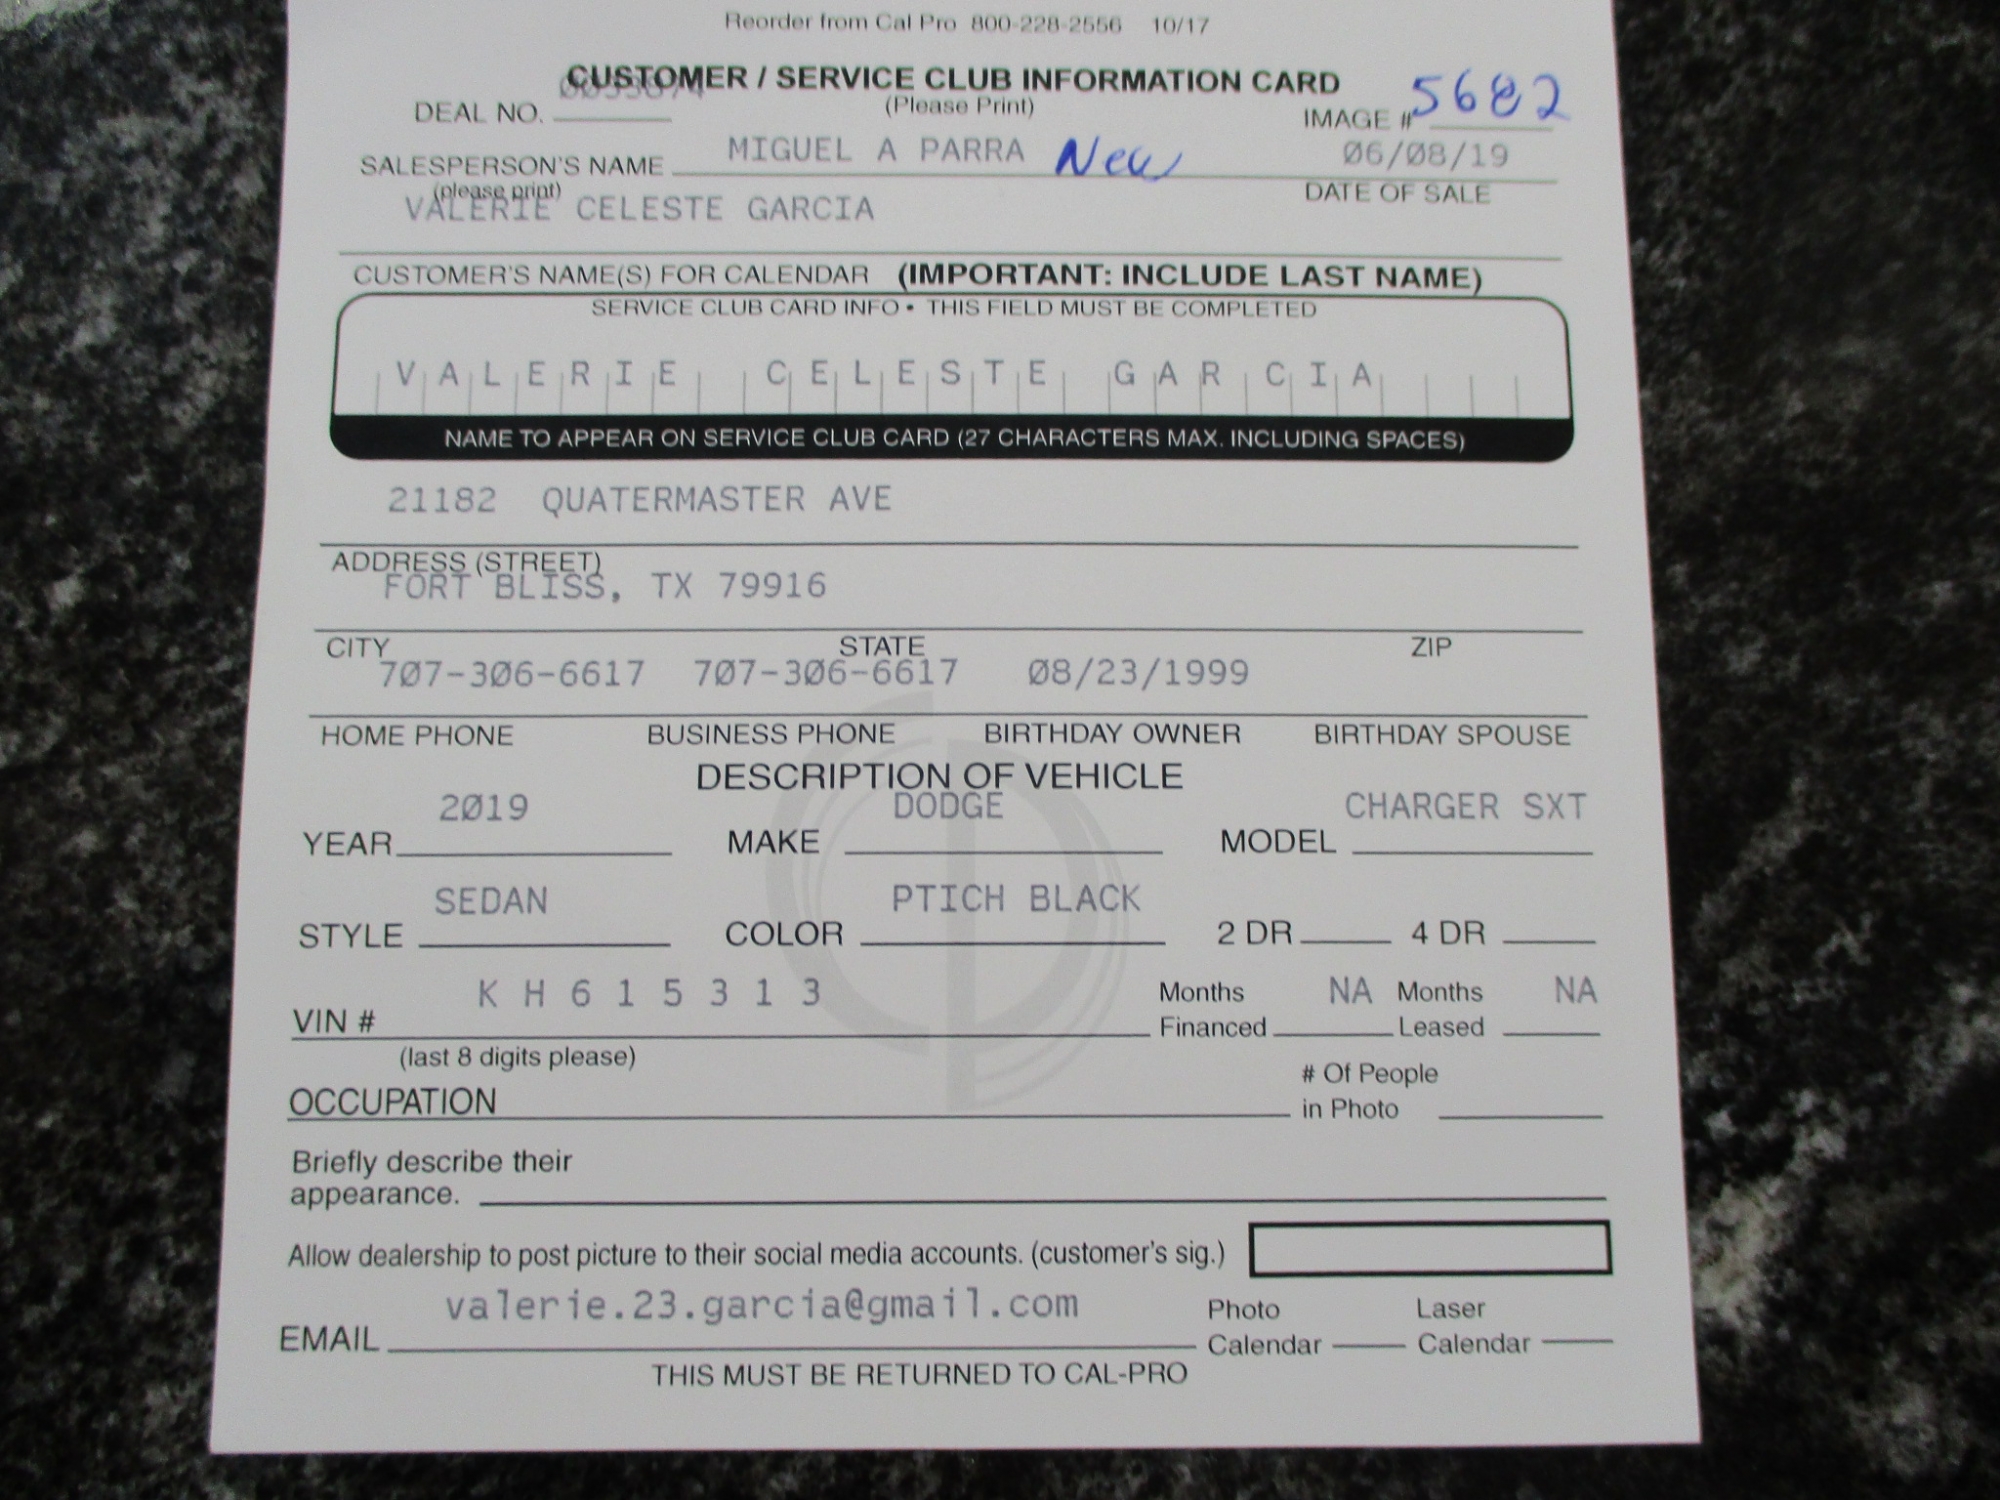 Reorder from Cal Pro 800-228-2556 10/17
CUSTOMER / SERVICE CLUB INFORMATION CARD
(Please Print)
DEAL NO.
IMAGE # 5682
SALESPERSON'S NAME MIGUEL A PARRA New 06/08/19
(please print) DATE OF SALE
VALERIE CELESTE GARCIA
CUSTOMER'S NAME(S) FOR CALENDAR (IMPORTANT: INCLUDE LAST NAME)
SERVICE CLUB CARD INFO • THIS FIELD MUST BE COMPLETED
VALERIE CELESTE GARCIA
NAME TO APPEAR ON SERVICE CLUB CARD (27 CHARACTERS MAX. INCLUDING SPACES)
21182 QUATERMASTER AVE
ADDRESS (STREET)
FORT BLISS, TX 79916
CITY STATE ZIP
707-306-6617 707-306-6617 08/23/1999
HOME PHONE BUSINESS PHONE BIRTHDAY OWNER BIRTHDAY SPOUSE
DESCRIPTION OF VEHICLE
YEAR 2019 MAKE DODGE MODEL CHARGER SXT
STYLE SEDAN COLOR PTICH BLACK 2 DR 4 DR
VIN # K H 6 1 5 3 1 3 Months Financed NA Months Leased NA
(last 8 digits please)
OCCUPATION # Of People in Photo
Briefly describe their
appearance.
Allow dealership to post picture to their social media accounts. (customer's sig.)
EMAIL valerie.23.garcia@gmail.com Photo Calendar Laser Calendar
THIS MUST BE RETURNED TO CAL-PRO